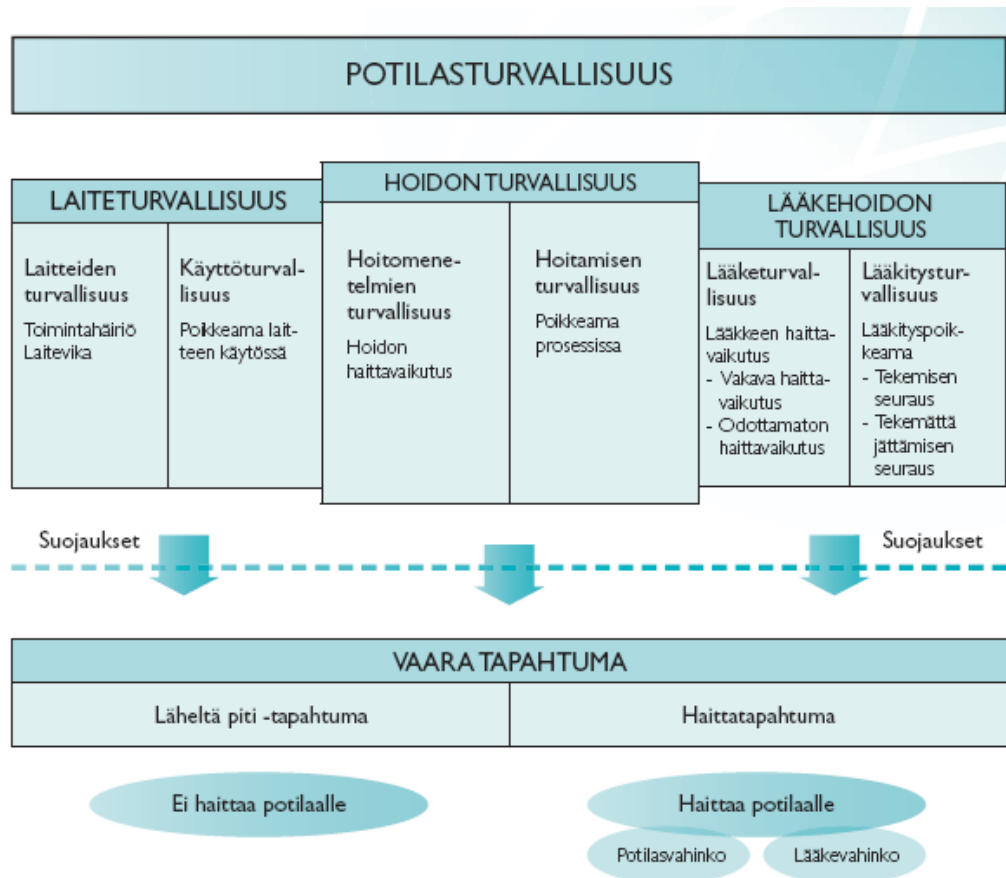 POTILASTURVALLISUUS
LAITETURVALLISUUS
Laitteiden
turvallisuus
Toimintahäiriö
Laitevika
Käyttöturval-
lisuus
Poikkeama lait-
teen käytössä
HOIDON TURVALLISUUS
Hoitomene-
telmien
turvallisuus
Hoidon
haittavaikutus
Hoitamisen
turvallisuus
Poikkeama
prosessissa
LÄÄKEHOIDON
TURVALLISUUS
Lääketurval-
lisuus
Lääkkeen haitta-
vaikutus
- Vakava haitta-
vaikutus
- Odottamaton
haittavaikutus
Lääkitystur-
vallisuus
Lääkityspoik-
keama
- Tekemisen
seuraus
- Tekemättä
jättämisen
seuraus
Suojaukset
Suojaukset
VAARATAPAHTUMA
Läheltä piti -tapahtuma
Haittatapahtuma
Ei haittaa potilaalle
Haittaa potilaalle
Potilasvahinko
Lääkevahinko